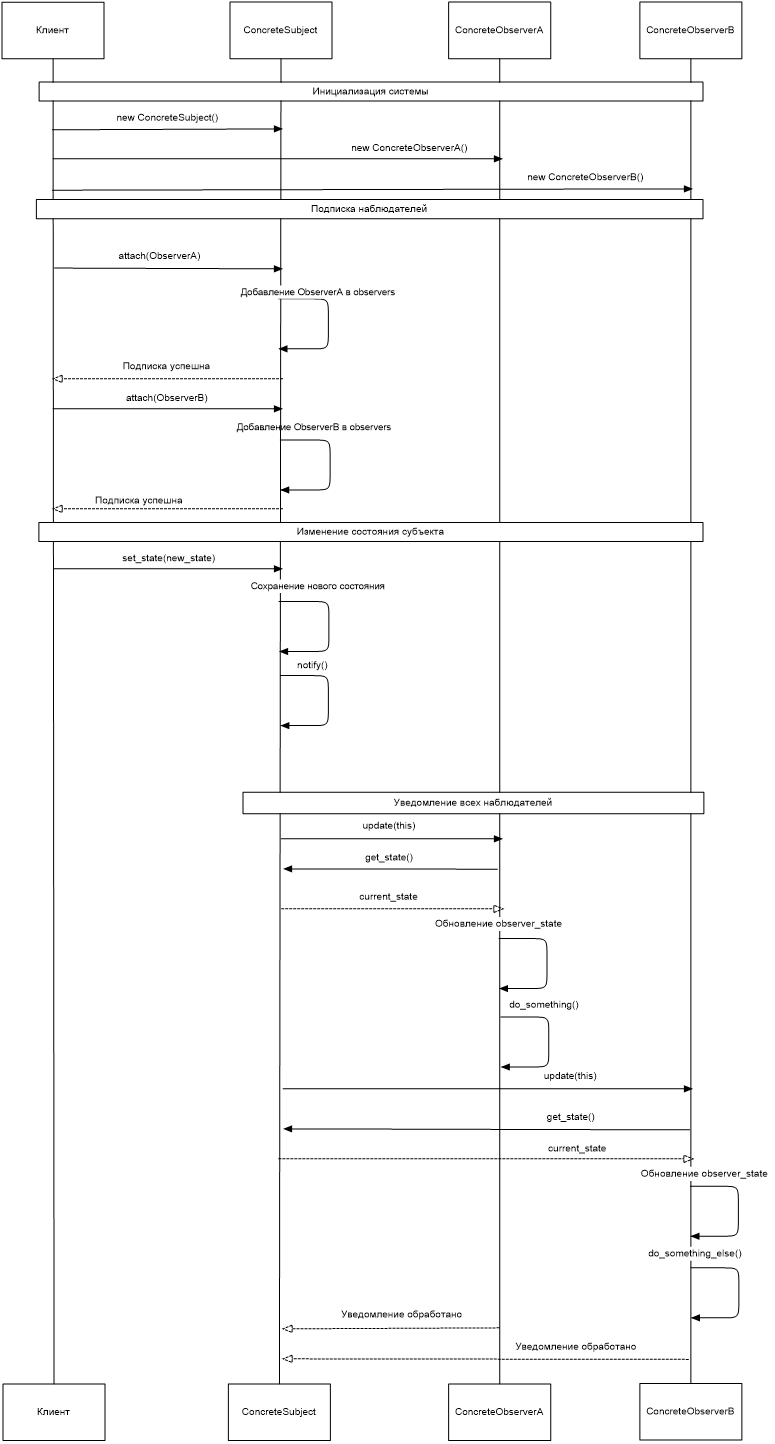 Клиент
ConcreteSubject
ConcreteObserverA
ConcreteObserverB
Инициализация системы
new ConcreteSubject()
new ConcreteObserverA()
new ConcreteObserverB()
Подписка наблюдателей
attach(ObserverA)
Добавление ObserverA в observers
Подписка успешна
attach(ObserverB)
Добавление ObserverB в observers
Подписка успешна
Изменение состояния субъекта
set_state(new_state)
Сохранение нового состояния
notify()
Уведомление всех наблюдателей
update(this)
get_state()
current_state
Обновление observer_state
do_something()
update(this)
get_state()
current_state
Обновление observer_state
do_something_else()
Уведомление обработано
Уведомление обработано
Клиент
ConcreteSubject
ConcreteObserverA
ConcreteObserverB